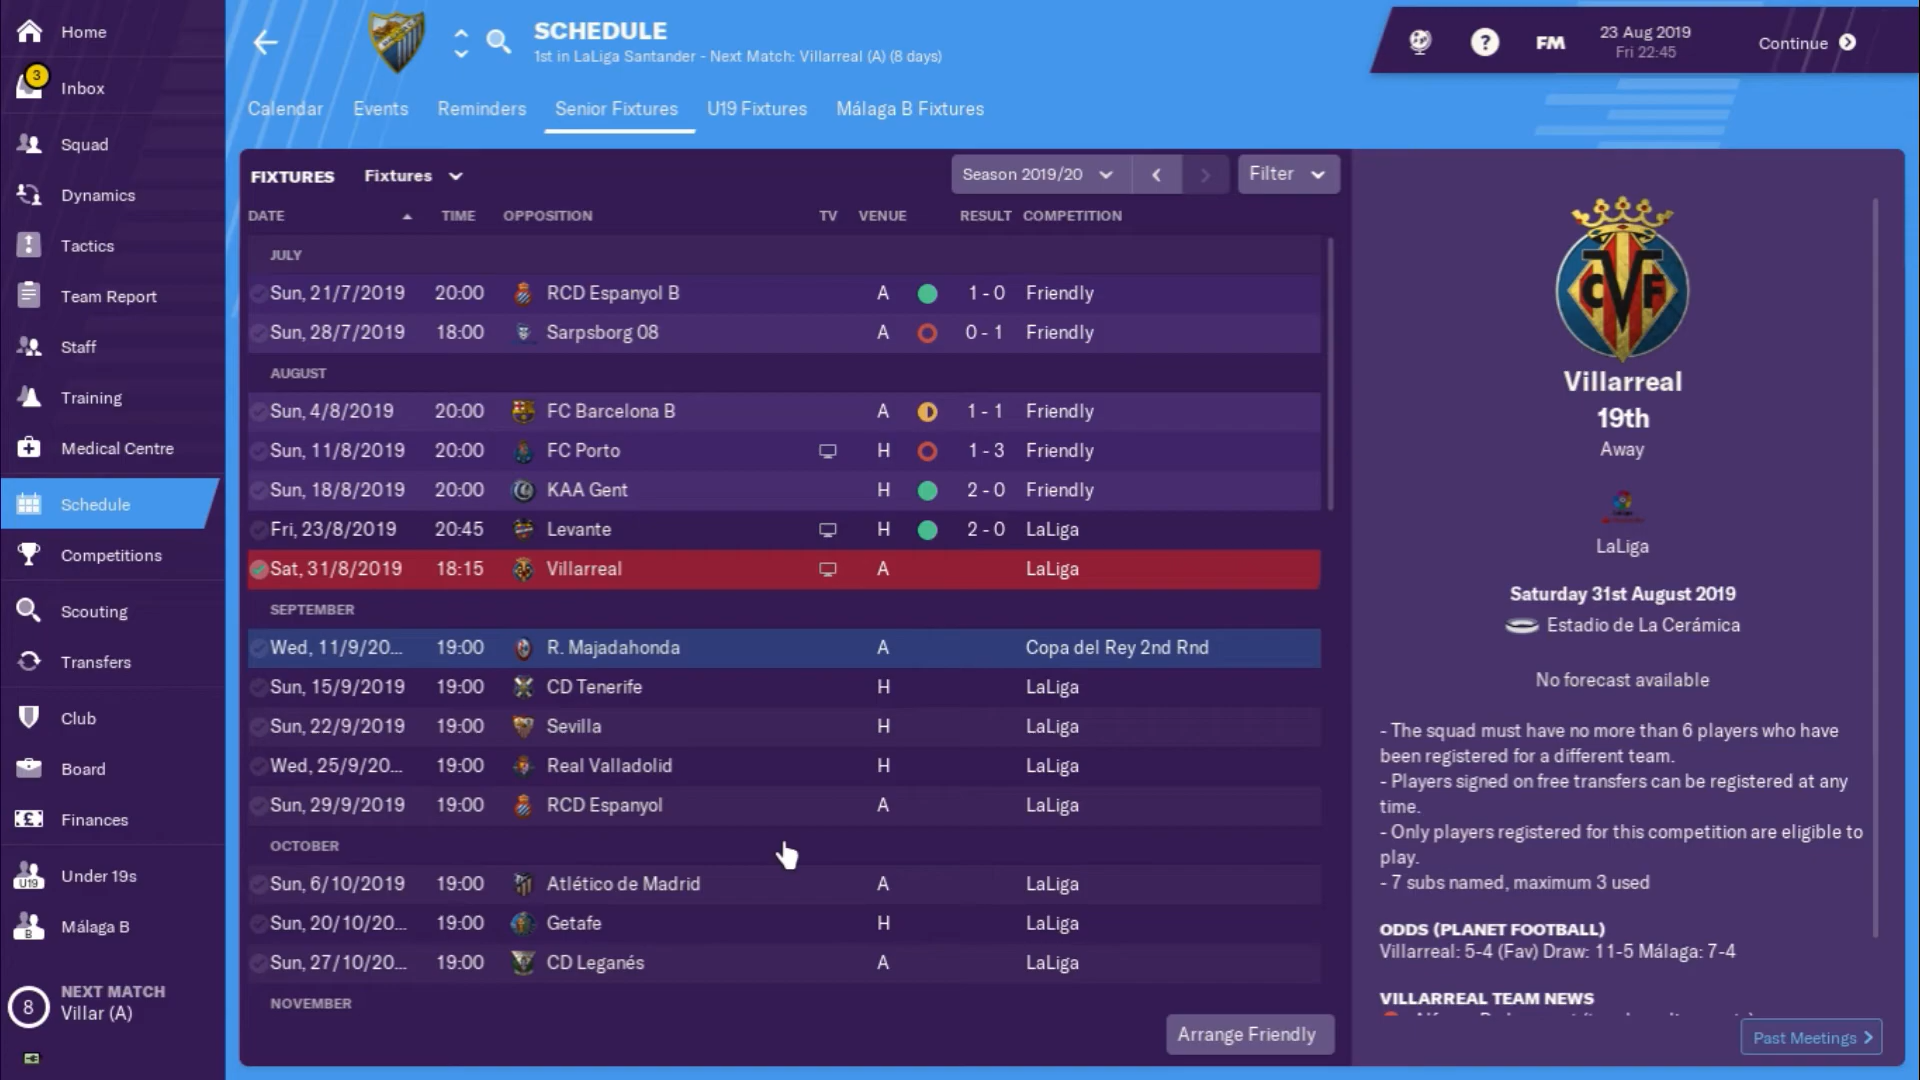 Home
3
Inbox
Squad
Dynamics
Tactics
Team Report
Staff
Training
Medical Centre
Schedule
Competitions
Scouting
Transfers
Club
Board
Finances
U19
Under 19s
B
Málaga B
8
NEXT MATCH
Villar (A)
SCHEDULE
1st in LaLiga Santander - Next Match: Villarreal (A) (8 days)
?
FM
23 Aug 2019
Fri 22:45
Continue
Calendar Events Reminders Senior Fixtures U19 Fixtures Málaga B Fixtures
FIXTURES Fixtures Season 2019/20 Filter
DATE TIME OPPOSITION TV VENUE RESULT COMPETITION
JULY
Sun, 21/7/2019 20:00 RCD Espanyol B A 1 - 0 Friendly
Sun, 28/7/2019 18:00 Sarpsborg 08 A 0 - 1 Friendly
AUGUST
Sun, 4/8/2019 20:00 FC Barcelona B A 1 - 1 Friendly
Sun, 11/8/2019 20:00 FC Porto H 1 - 3 Friendly
Sun, 18/8/2019 20:00 KAA Gent H 2 - 0 Friendly
Fri, 23/8/2019 20:45 Levante H 2 - 0 LaLiga
Sat, 31/8/2019 18:15 Villarreal A LaLiga
SEPTEMBER
Wed, 11/9/20... 19:00 R. Majadahonda A Copa del Rey 2nd Rnd
Sun, 15/9/2019 19:00 CD Tenerife H LaLiga
Sun, 22/9/2019 19:00 Sevilla H LaLiga
Wed, 25/9/20... 19:00 Real Valladolid H LaLiga
Sun, 29/9/2019 19:00 RCD Espanyol A LaLiga
OCTOBER
Sun, 6/10/2019 19:00 Atlético de Madrid A LaLiga
Sun, 20/10/20... 19:00 Getafe H LaLiga
Sun, 27/10/20... 19:00 CD Leganés A LaLiga
NOVEMBER
Arrange Friendly
CVF
Villarreal
19th
Away
LaLiga
Saturday 31st August 2019
Estadio de La Cerámica
No forecast available
- The squad must have no more than 6 players who have
been registered for a different team.
- Players signed on free transfers can be registered at any
time.
- Only players registered for this competition are eligible to
play.
- 7 subs named, maximum 3 used
ODDS (PLANET FOOTBALL)
Villarreal: 5-4 (Fav) Draw: 11-5 Málaga: 7-4
VILLARREAL TEAM NEWS
Past Meetings